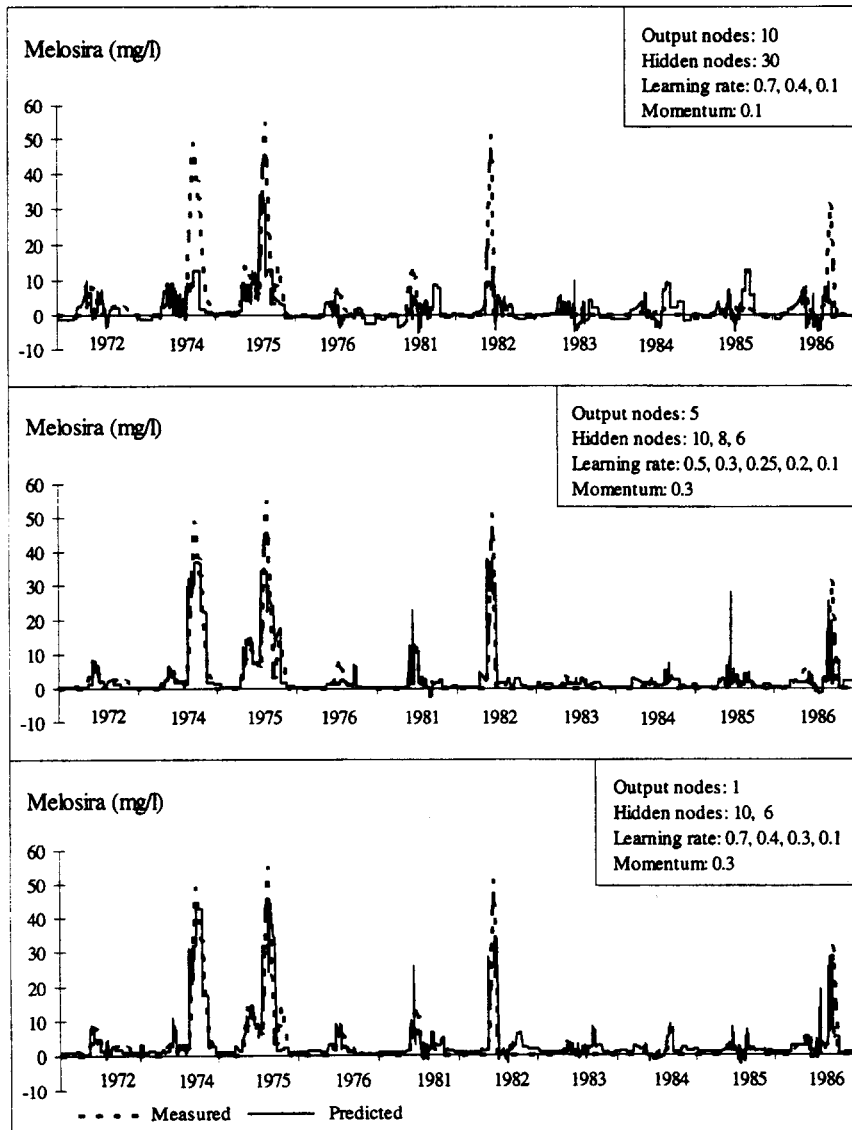 Melosira (mg/l)
Output nodes: 10
Hidden nodes: 30
Learning rate: 0.7, 0.4, 0.1
Momentum: 0.1
60
50
40
30
20
10
0
-10
1972 1974 1975 1976 1981 1982 1983 1984 1985 1986
Melosira (mg/l)
Output nodes: 5
Hidden nodes: 10, 8, 6
Learning rate: 0.5, 0.3, 0.25, 0.2, 0.1
Momentum: 0.3
60
50
40
30
20
10
0
-10
1972 1974 1975 1976 1981 1982 1983 1984 1985 1986
Melosira (mg/l)
Output nodes: 1
Hidden nodes: 10, 6
Learning rate: 0.7, 0.4, 0.3, 0.1
Momentum: 0.3
60
50
40
30
20
10
0
-10
1972 1974 1975 1976 1981 1982 1983 1984 1985 1986
Measured Predicted